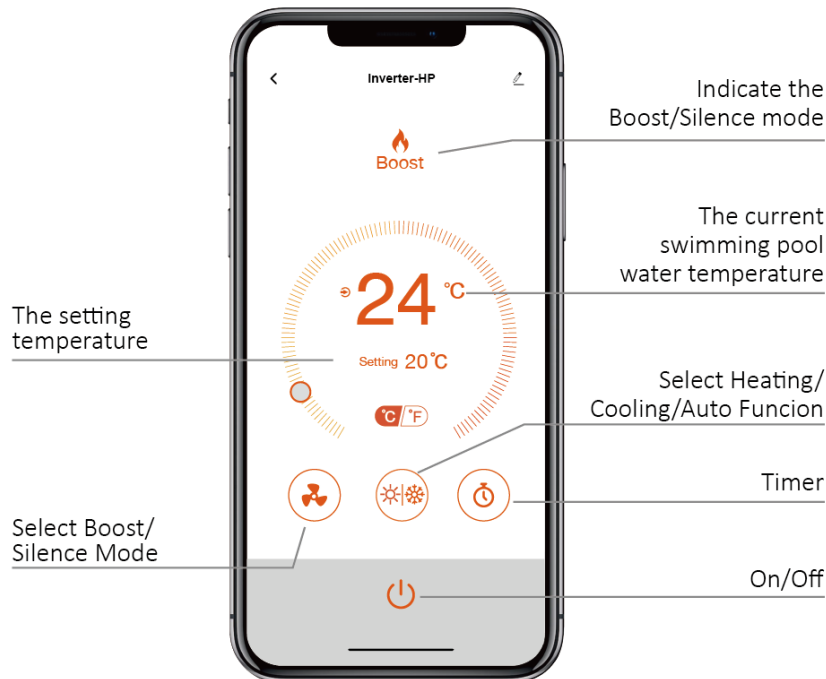 Inverter-HP
Indicate the
Boost/Silence mode
Boost
The current
swimming pool
water temperature
24 °C
The setting
temperature
Setting 20°C
Select Heating/
Cooling/Auto Funcion
°C/°F
Timer
Select Boost/
Silence Mode
On/Off